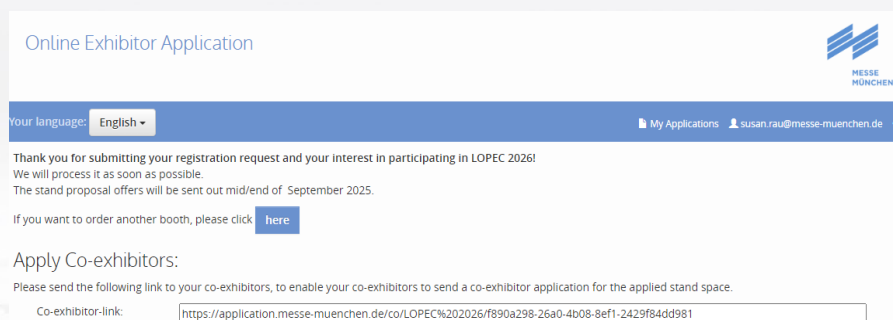 Online Exhibitor Application
MESSE
MÜNCHEN
Your language: English
My Applications susan.rau@messe-muenchen.de
Thank you for submitting your registration request and your interest in participating in LOPEC 2026!
We will process it as soon as possible.
The stand proposal offers will be sent out mid/end of September 2025.
If you want to order another booth, please click here
Apply Co-exhibitors:
Please send the following link to your co-exhibitors, to enable your co-exhibitors to send a co-exhibitor application for the applied stand space.
Co-exhibitor-link: https://application.messe-muenchen.de/co/LOPEC%202026/f890a298-26a0-4b08-8ef1-2429f84dd981